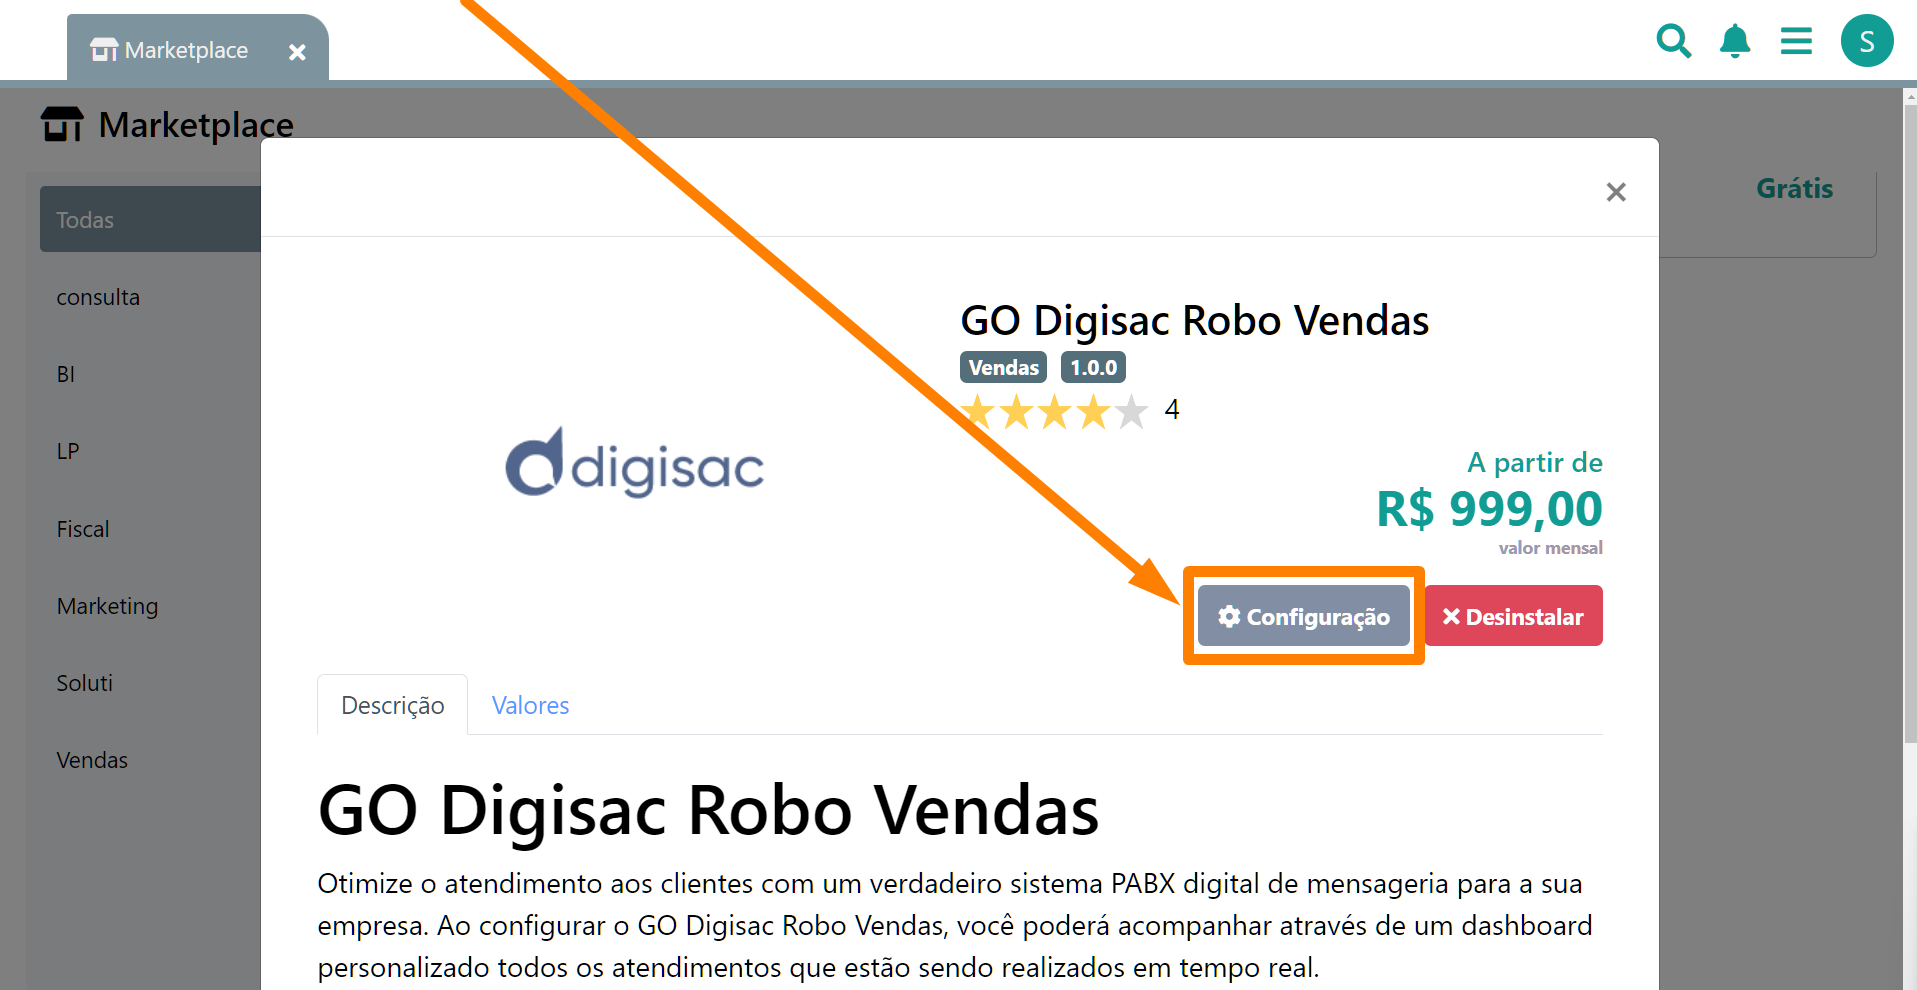 Marketplace
S
Marketplace
Todas
consulta
BI
LP
Fiscal
Marketing
Soluti
Vendas
Grátis
digisac
GO Digisac Robo Vendas
Vendas 1.0.0
4
A partir de
R$ 999,00
valor mensal
Configuração Desinstalar
Descrição Valores
GO Digisac Robo Vendas
Otimize o atendimento aos clientes com um verdadeiro sistema PABX digital de mensageria para a sua
empresa. Ao configurar o GO Digisac Robo Vendas, você poderá acompanhar através de um dashboard
personalizado todos os atendimentos que estão sendo realizados em tempo real.